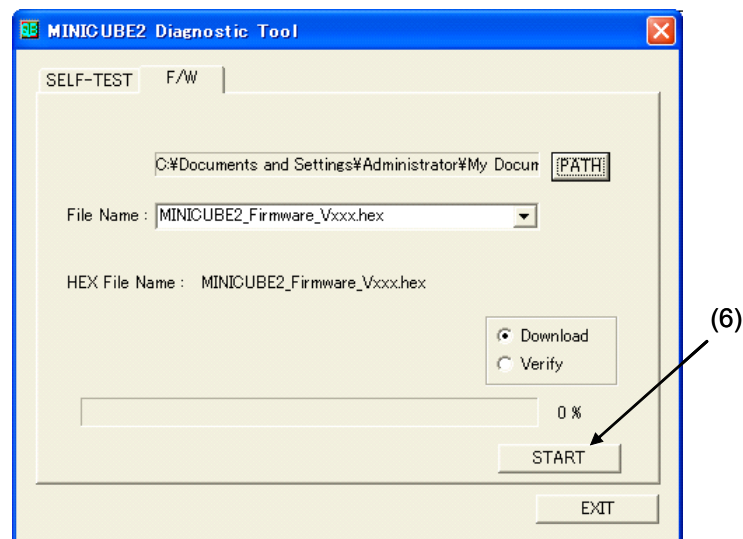 MINICUBE2 Diagnostic Tool
SELF-TEST F/W
C:¥Documents and Settings¥Administrator¥My Docum PATH
File Name : MINICUBE2_Firmware_Vxxx.hex
HEX File Name : MINICUBE2_Firmware_Vxxx.hex
(6)
Download
Verify
0 %
START
EXIT